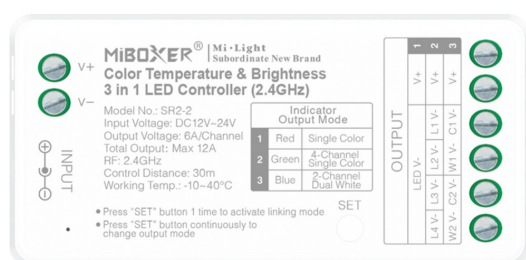 MiBOXER® Mi·Light
Subordinate New Brand
Color Temperature & Brightness
3 in 1 LED Controller (2.4GHz)
Model No.: SR2-2
Input Voltage: DC12V~24V
Output Voltage: 6A/Channel
Total Output: Max 12A
RF: 2.4GHz
Control Distance: 30m
Working Temp.: -10~40°C
Indicator
Output Mode
1 Red Single Color
2 Green 4-Channel
Single Color
3 Blue 2-Channel
Dual White
• Press "SET" button 1 time to activate linking mode
• Press "SET" button continuously to
change output mode
SET
V+
V-
INPUT
OUTPUT
1 2 3
V+ V+ V+
LED V-
L1 V- C1 V-
L2 V- W1 V-
L3 V- C2 V-
L4 V- W2 V-